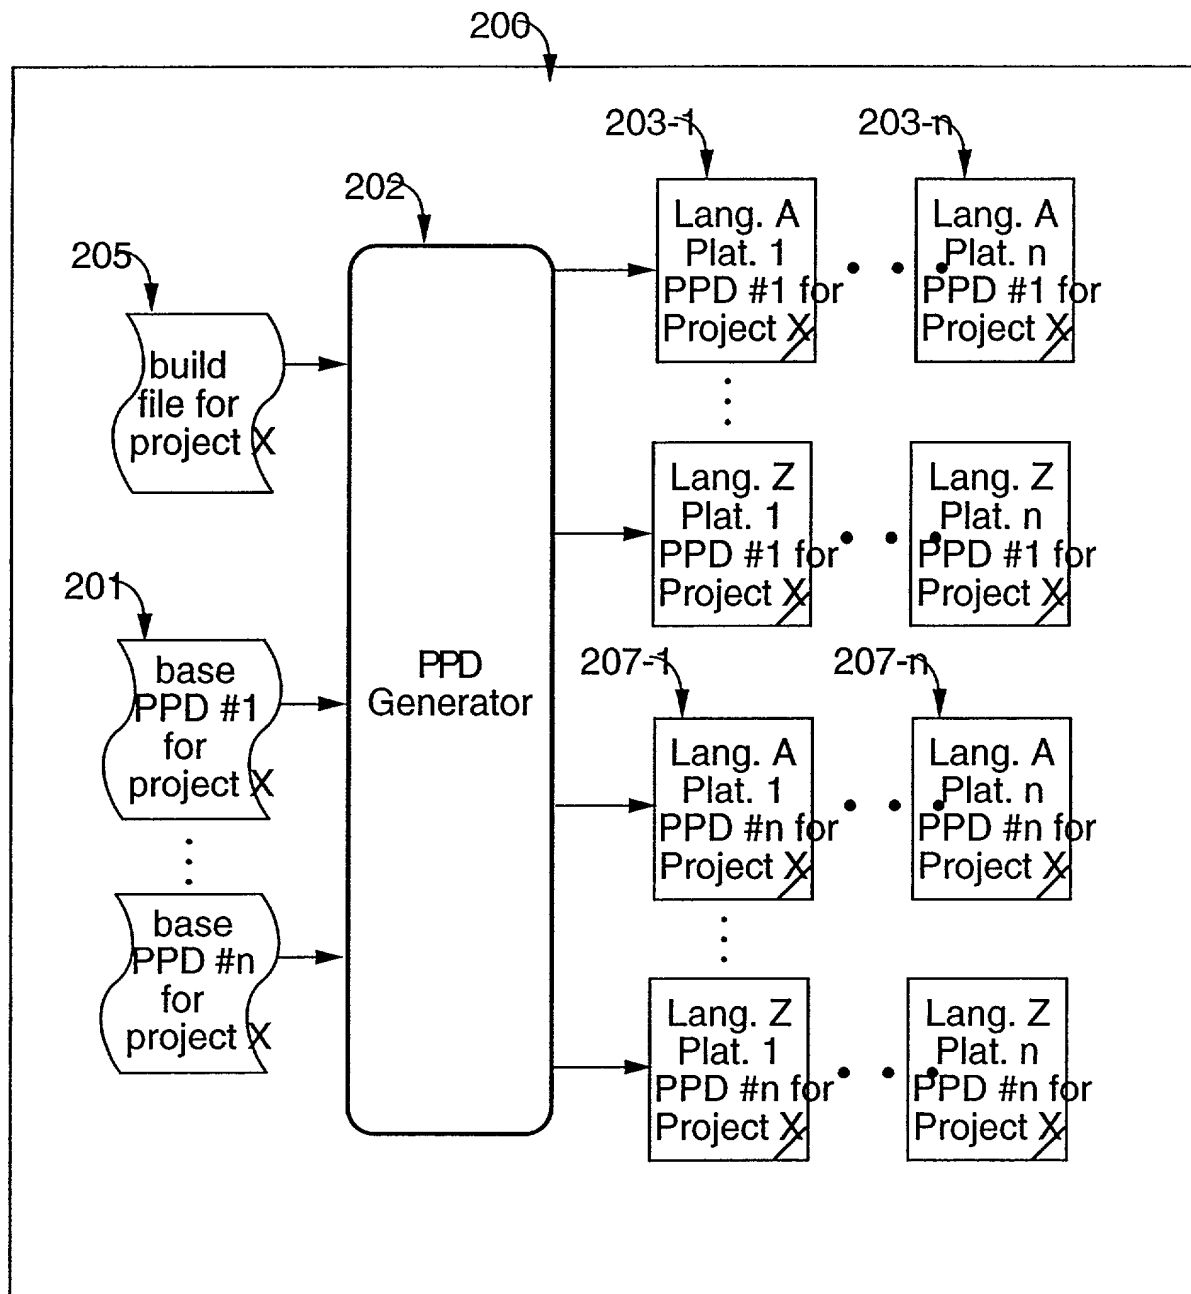 200
203-1
203-n
202
205
Lang. A
Plat. 1
PPD #1 for
Project X
Lang. A
Plat. n
PPD #1 for
Project X
build
file for
project X
Lang. Z
Plat. 1
PPD #1 for
Project X
Lang. Z
Plat. n
PPD #1 for
Project X
201
base
PPD #1
for
project X
PPD
Generator
207-1
207-n
Lang. A
Plat. 1
PPD #n for
Project X
Lang. A
Plat. n
PPD #n for
Project X
base
PPD #n
for
project X
Lang. Z
Plat. 1
PPD #n for
Project X
Lang. Z
Plat. n
PPD #n for
Project X